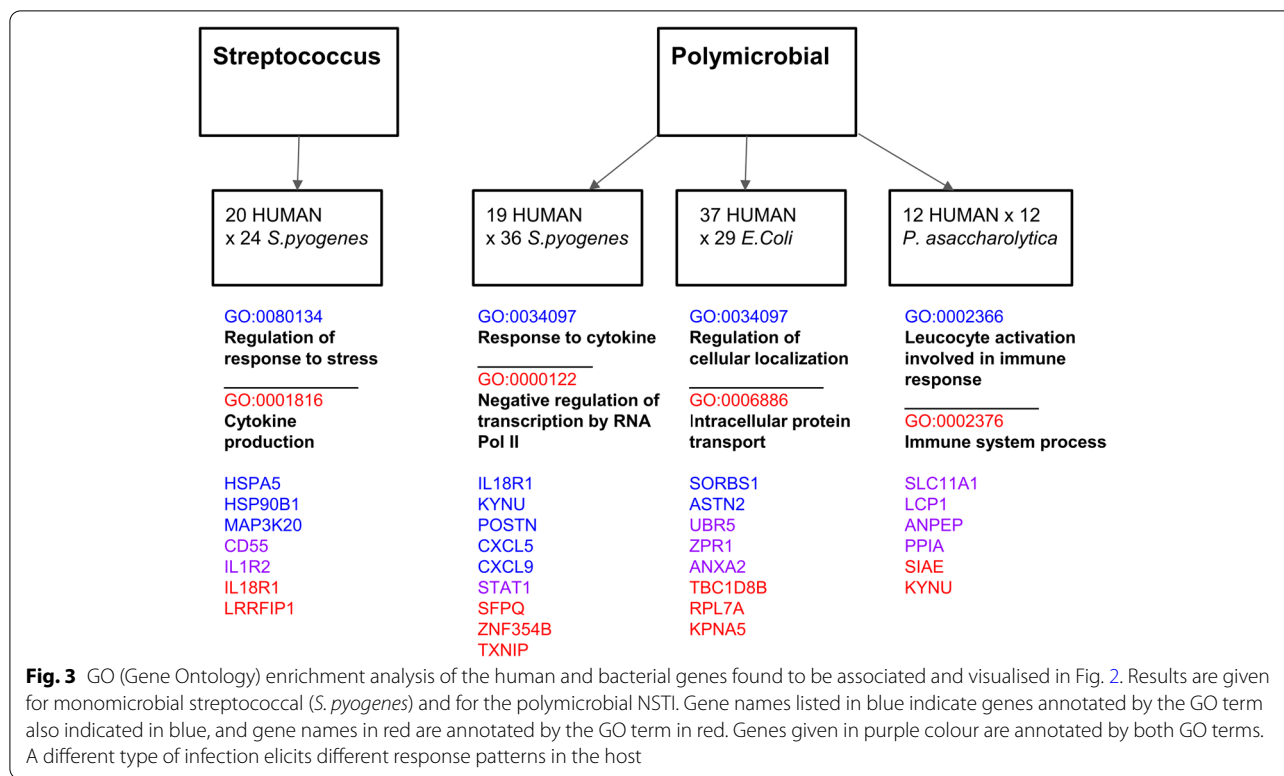 Streptococcus
Polymicrobial
20 HUMAN
x 24 S.pyogenes
19 HUMAN
x 36 S.pyogenes
37 HUMAN
x 29 E.Coli
12 HUMAN x 12
P. asaccharolytica
GO:0080134
Regulation of
response to stress
GO:0001816
Cytokine
production
HSPA5
HSP90B1
MAP3K20
CD55
IL1R2
IL18R1
LRRFIP1
GO:0034097
Response to cytokine
GO:0000122
Negative regulation of
transcription by RNA
Pol II
IL18R1
KYNU
POSTN
CXCL5
CXCL9
STAT1
SFPQ
ZNF354B
TXNIP
GO:0034097
Regulation of
cellular localization
GO:0006886
Intracellular protein
transport
SORBS1
ASTN2
UBR5
ZPR1
ANXA2
TBC1D8B
RPL7A
KPNA5
GO:0002366
Leucocyte activation
involved in immune
response
GO:0002376
Immune system process
SLC11A1
LCP1
ANPEP
PPIA
SIAE
KYNU
Fig. 3 GO (Gene Ontology) enrichment analysis of the human and bacterial genes found to be associated and visualised in Fig. 2. Results are given
for monomicrobial streptococcal (S. pyogenes) and for the polymicrobial NSTI. Gene names listed in blue indicate genes annotated by the GO term
also indicated in blue, and gene names in red are annotated by the GO term in red. Genes given in purple colour are annotated by both GO terms.
A different type of infection elicits different response patterns in the host